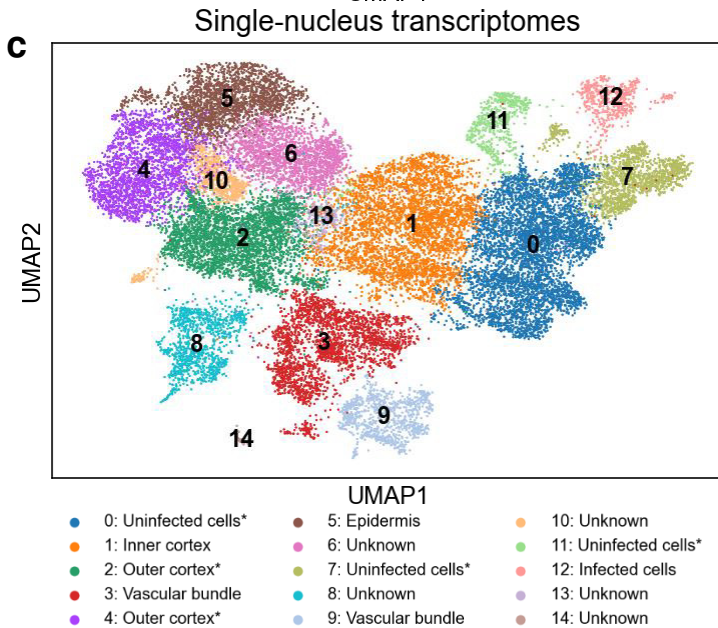 Single-nucleus transcriptomes
c
5
12
11
4
6
7
10
13
1
2
0
UMAP2
8
3
9
14
UMAP1
0: Uninfected cells*
5: Epidermis
10: Unknown
1: Inner cortex
6: Unknown
11: Uninfected cells*
2: Outer cortex*
7: Uninfected cells*
12: Infected cells
3: Vascular bundle
8: Unknown
13: Unknown
4: Outer cortex*
9: Vascular bundle
14: Unknown